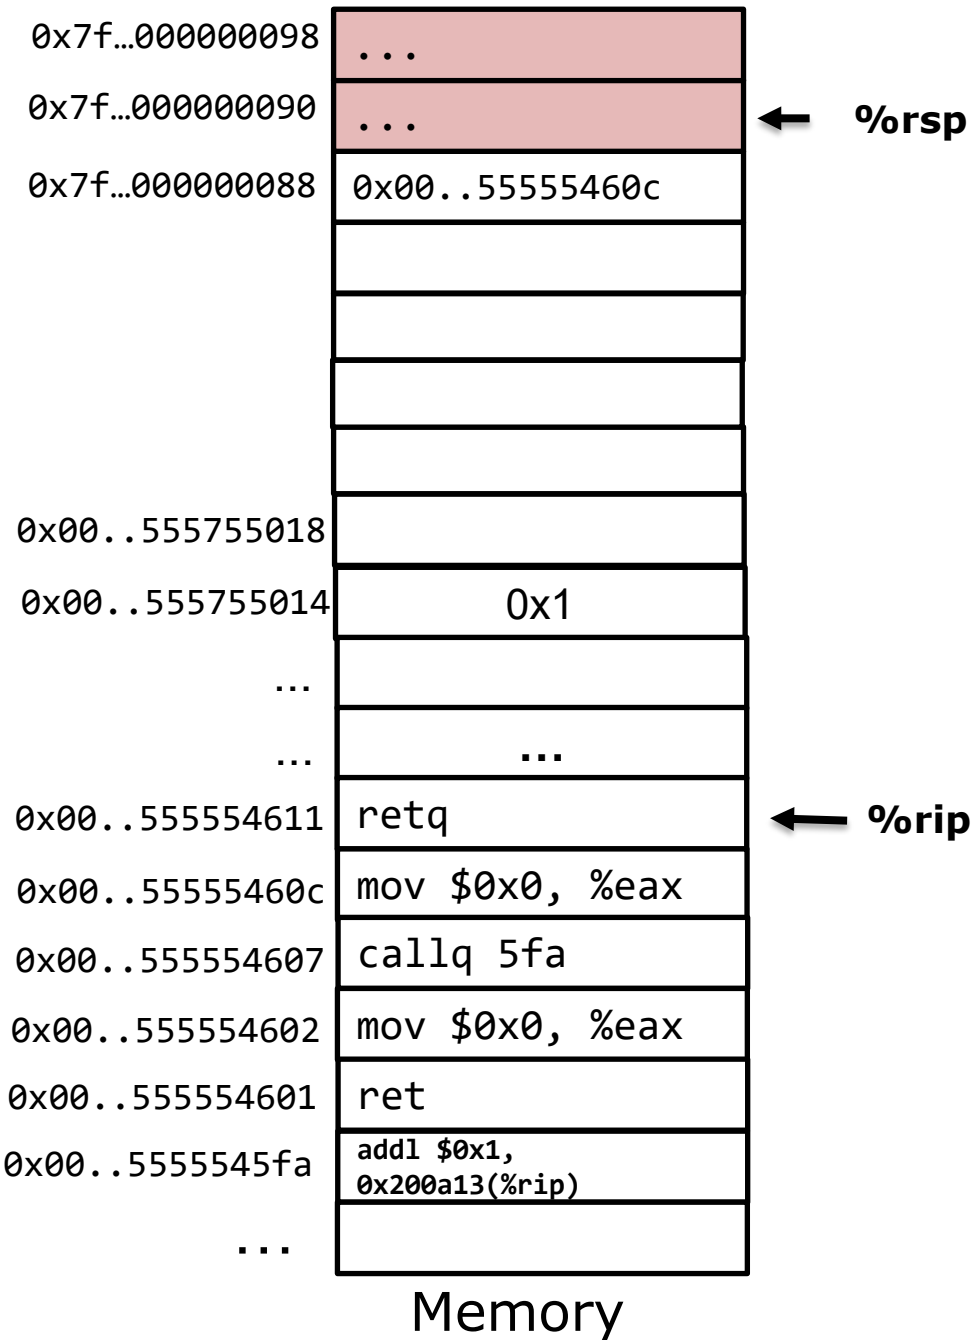 0x7f…000000098 ...
0x7f…000000090 ... %rsp
0x7f…000000088 0x00..55555460c
0x00..555755018
0x00..555755014 0x1
...
... ...
0x00..555554611 retq %rip
0x00..55555460c mov $0x0, %eax
0x00..555554607 callq 5fa
0x00..555554602 mov $0x0, %eax
0x00..555554601 ret
0x00..5555545fa addl $0x1,
0x200a13(%rip)
...
Memory